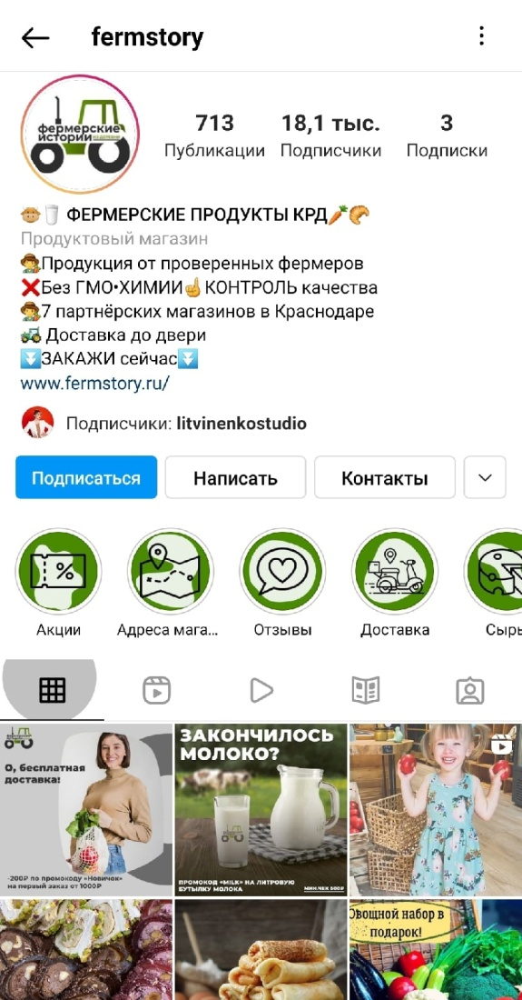 fermstory
фермерские
истории
713
18,1 тыс.
3
Публикации
Подписчики
Подписки
ФЕРМЕРСКИЕ ПРОДУКТЫ КРД
Продуктовый магазин
Продукция от проверенных фермеров
Без ГМО•ХИМИИ КОНТРОЛЬ качества
7 партнёрских магазинов в Краснодаре
Доставка до двери
ЗАКАЖИ сейчас
www.fermstory.ru/
Подписчики: litvinenkostudio
Подписаться
Написать
Контакты
Акции
Адреса мага...
Отзывы
Доставка
Сыры
О, бесплатная
доставка!
-200₽ по промокоду «Новичок»
на первый заказ от 1000₽
ЗАКОНЧИЛОСЬ
МОЛОКО?
ПРОМОКОД «MILK» НА ЛИТРОВУЮ
БУТЫЛКУ МОЛОКА
МИН.ЧЕК 500₽
Овощной набор в
подарок!